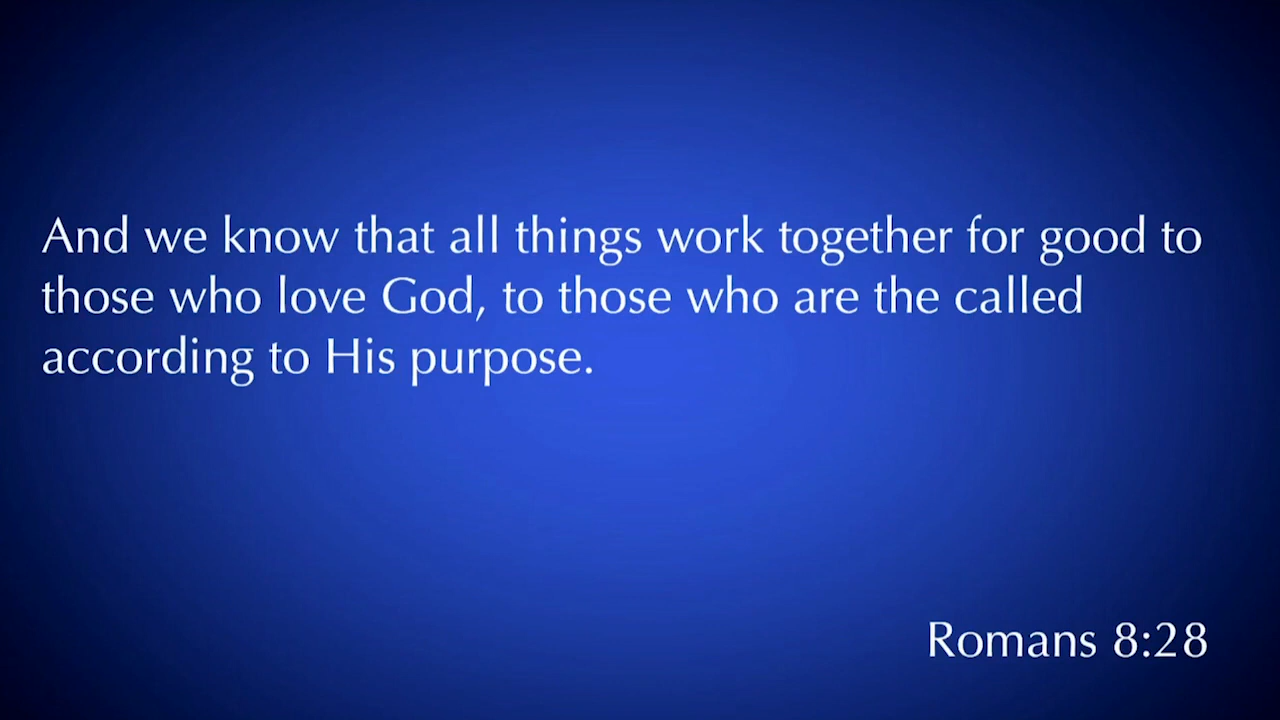 And we know that all things work together for good to
those who love God, to those who are the called
according to His purpose.
Romans 8:28